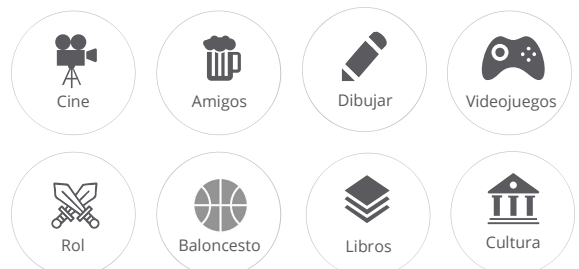 Cine
Amigos
Dibujar
Videojuegos
Rol
Baloncesto
Libros
Cultura